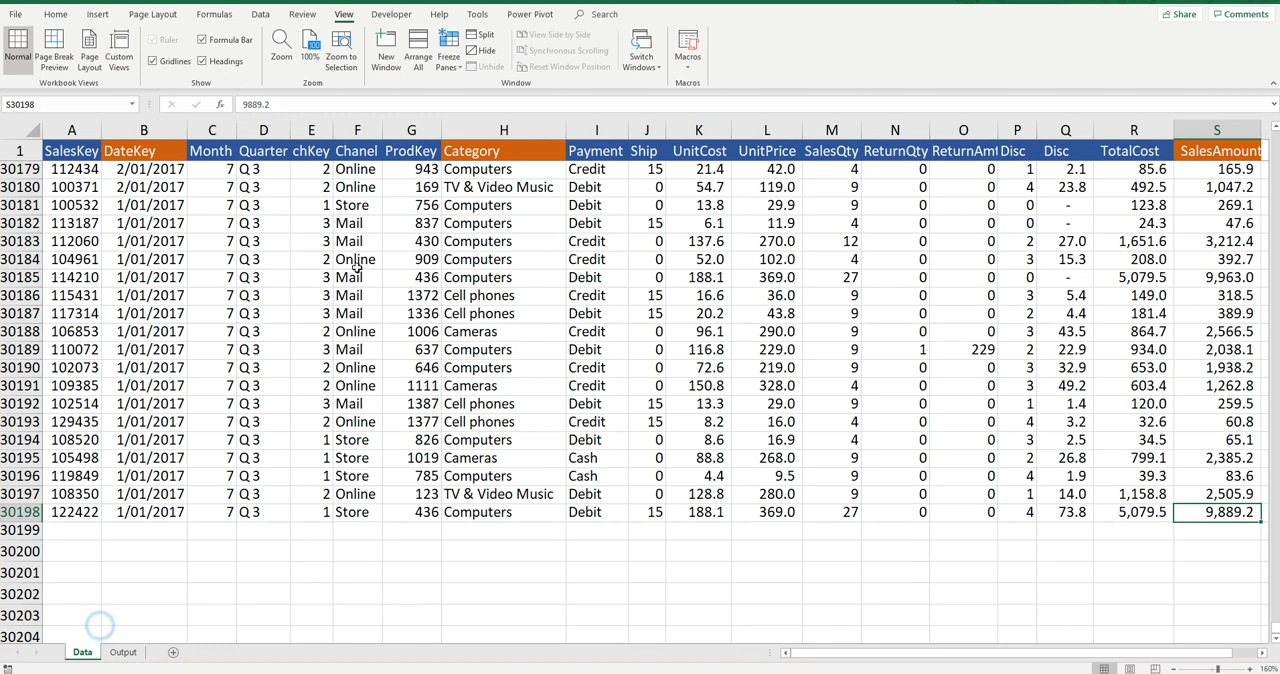 File Home Insert Page Layout Formulas Data Review View Developer Help Tools Power Pivot Search Share Comments
Normal Page Break Preview Page Layout Custom Views Ruler Formula Bar Gridlines Headings Zoom 100% Zoom to Selection New Window Arrange All Freeze Panes Split Hide Unhide View Side by Side Synchronous Scrolling Reset Window Position Switch Windows Macros
Workbook Views Show Zoom Window Macros
S30198 fx 9889.2
A B C D E F G H I J K L M N O P Q R S
1 SalesKey DateKey Month Quarter chKey Chanel ProdKey Category Payment Ship UnitCost UnitPrice SalesQty ReturnQty ReturnAmt Disc Disc TotalCost SalesAmount
30179 112434 2/01/2017 7 Q 3 2 Online 943 Computers Credit 15 21.4 42.0 4 0 0 1 2.1 85.6 165.9
30180 100371 2/01/2017 7 Q 3 2 Online 169 TV & Video Music Debit 0 54.7 119.0 9 0 0 4 23.8 492.5 1,047.2
30181 100532 1/01/2017 7 Q 3 1 Store 756 Computers Debit 0 13.8 29.9 9 0 0 0 - 123.8 269.1
30182 113187 1/01/2017 7 Q 3 3 Mail 837 Computers Debit 15 6.1 11.9 4 0 0 0 - 24.3 47.6
30183 112060 1/01/2017 7 Q 3 3 Mail 430 Computers Credit 0 137.6 270.0 12 0 0 2 27.0 1,651.6 3,212.4
30184 104961 1/01/2017 7 Q 3 2 Online 909 Computers Credit 0 52.0 102.0 4 0 0 3 15.3 208.0 392.7
30185 114210 1/01/2017 7 Q 3 3 Mail 436 Computers Debit 0 188.1 369.0 27 0 0 0 - 5,079.5 9,963.0
30186 115431 1/01/2017 7 Q 3 3 Mail 1372 Cell phones Credit 15 16.6 36.0 9 0 0 3 5.4 149.0 318.5
30187 117314 1/01/2017 7 Q 3 3 Mail 1336 Cell phones Debit 15 20.2 43.8 9 0 0 2 4.4 181.4 389.9
30188 106853 1/01/2017 7 Q 3 2 Online 1006 Cameras Credit 0 96.1 290.0 9 0 0 3 43.5 864.7 2,566.5
30189 110072 1/01/2017 7 Q 3 3 Mail 637 Computers Debit 0 116.8 229.0 9 1 229 2 22.9 934.0 2,038.1
30190 102073 1/01/2017 7 Q 3 2 Online 646 Computers Credit 0 72.6 219.0 9 0 0 3 32.9 653.0 1,938.2
30191 109385 1/01/2017 7 Q 3 2 Online 1111 Cameras Credit 0 150.8 328.0 4 0 0 3 49.2 603.4 1,262.8
30192 102514 1/01/2017 7 Q 3 3 Mail 1387 Cell phones Debit 15 13.3 29.0 9 0 0 1 1.4 120.0 259.5
30193 129435 1/01/2017 7 Q 3 2 Online 1377 Cell phones Credit 15 8.2 16.0 4 0 0 4 3.2 32.6 60.8
30194 108520 1/01/2017 7 Q 3 1 Store 826 Computers Debit 0 8.6 16.9 4 0 0 3 2.5 34.5 65.1
30195 105498 1/01/2017 7 Q 3 1 Store 1019 Cameras Cash 0 88.8 268.0 9 0 0 2 26.8 799.1 2,385.2
30196 119849 1/01/2017 7 Q 3 1 Store 785 Computers Cash 0 4.4 9.5 9 0 0 4 1.9 39.3 83.6
30197 108350 1/01/2017 7 Q 3 2 Online 123 TV & Video Music Debit 0 128.8 280.0 9 0 0 1 14.0 1,158.8 2,505.9
30198 122422 1/01/2017 7 Q 3 1 Store 436 Computers Debit 15 188.1 369.0 27 0 0 4 73.8 5,079.5 9,889.2
30199
30200
30201
30202
30203
30204
Data Output
160%